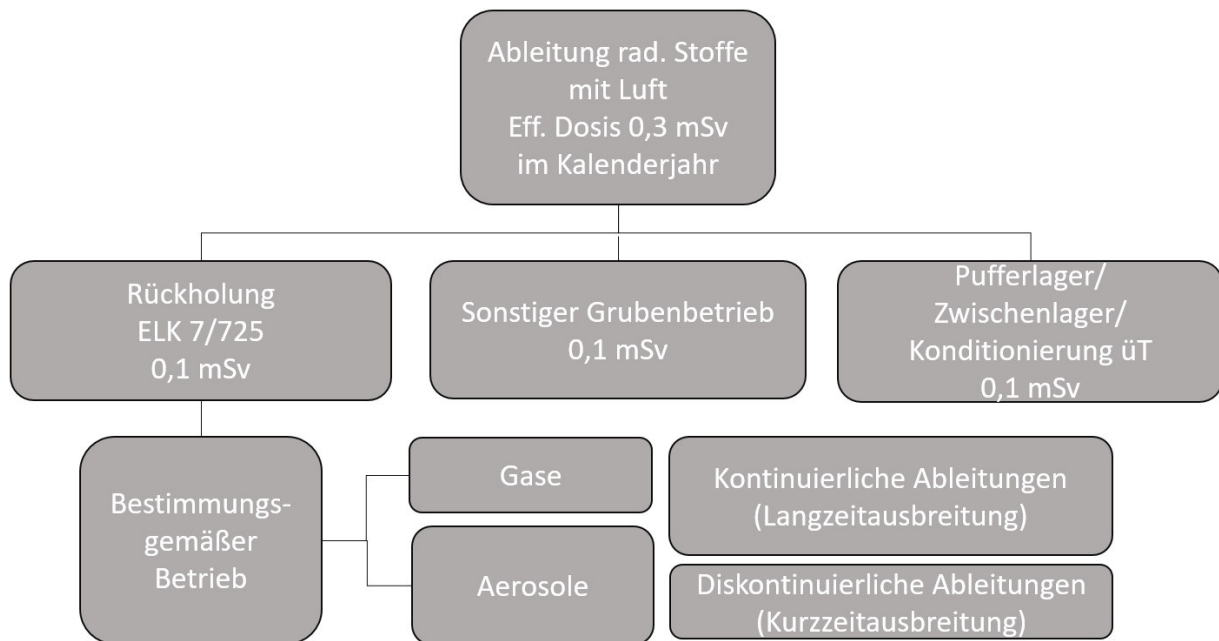 Ableitung rad. Stoffe
mit Luft
Eff. Dosis 0,3 mSv
im Kalenderjahr
Rückholung
ELK 7/725
0,1 mSv
Sonstiger Grubenbetrieb
0,1 mSv
Pufferlager/
Zwischenlager/
Konditionierung üT
0,1 mSv
Bestimmungs-
gemäßer
Betrieb
Gase
Aerosole
Kontinuierliche Ableitungen
(Langzeitausbreitung)
Diskontinuierliche Ableitungen
(Kurzzeitausbreitung)